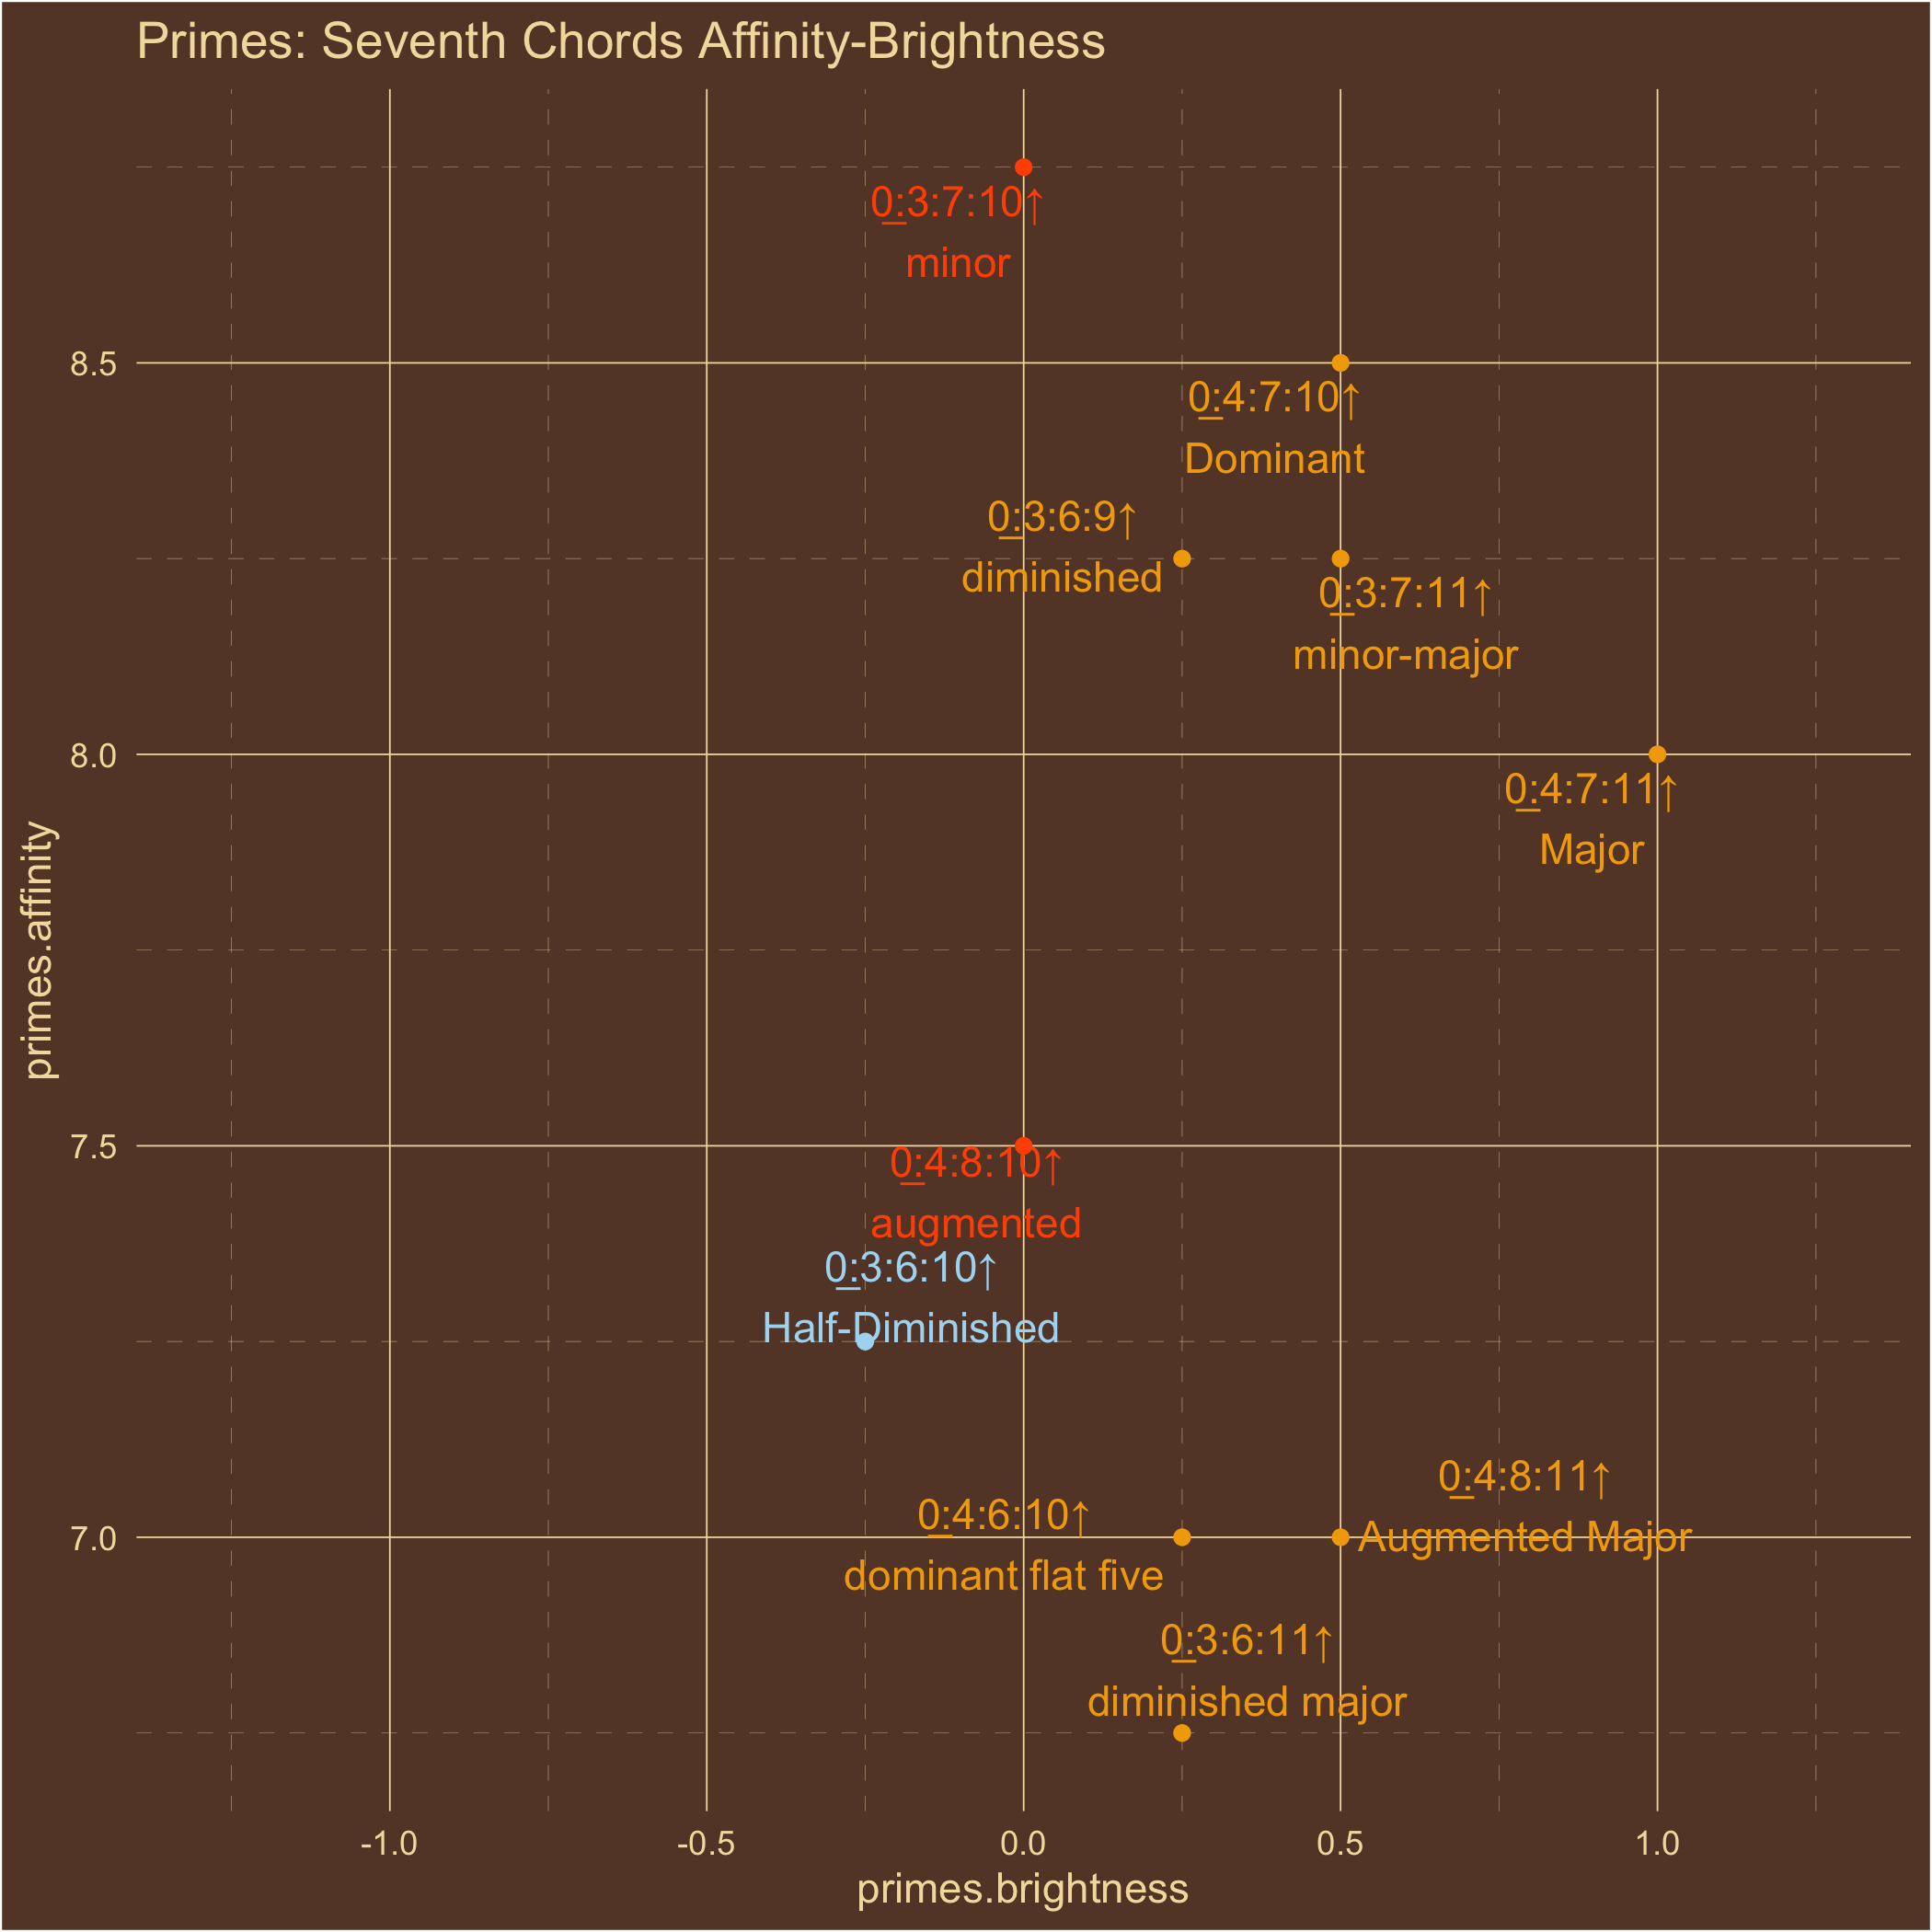 Primes: Seventh Chords Affinity-Brightness
0:3:7:10↑
minor
8.5
0:4:7:10↑
Dominant
0:3:6:9↑
diminished
0:3:7:11↑
minor-major
8.0
0:4:7:11↑
Major
primes.affinity
7.5
0:4:8:10↑
augmented
0:3:6:10↑
Half-Diminished
0:4:8:11↑
Augmented Major
7.0
0:4:6:10↑
dominant flat five
0:3:6:11↑
diminished major
-1.0
-0.5
0.0
0.5
1.0
primes.brightness